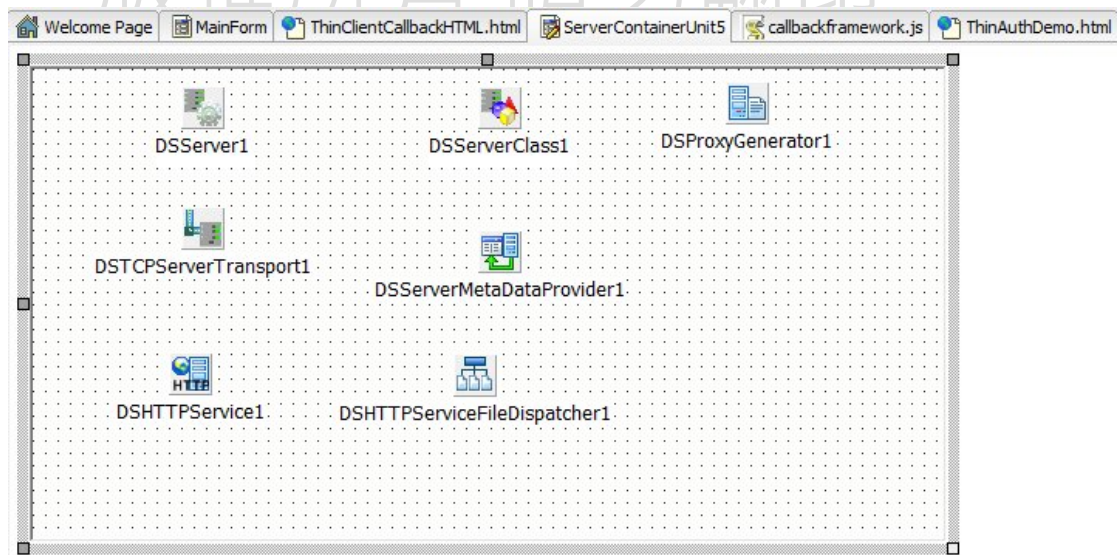 Welcome Page
MainForm
ThinClientCallbackHTML.html
ServerContainerUnit5
callbackframework.js
ThinAuthDemo.html
DSServer1
DSServerClass1
DSProxyGenerator1
DSTCPServerTransport1
DSServerMetaDataProvider1
HTTP
DSHTTPService1
DSHTTPServiceFileDispatcher1